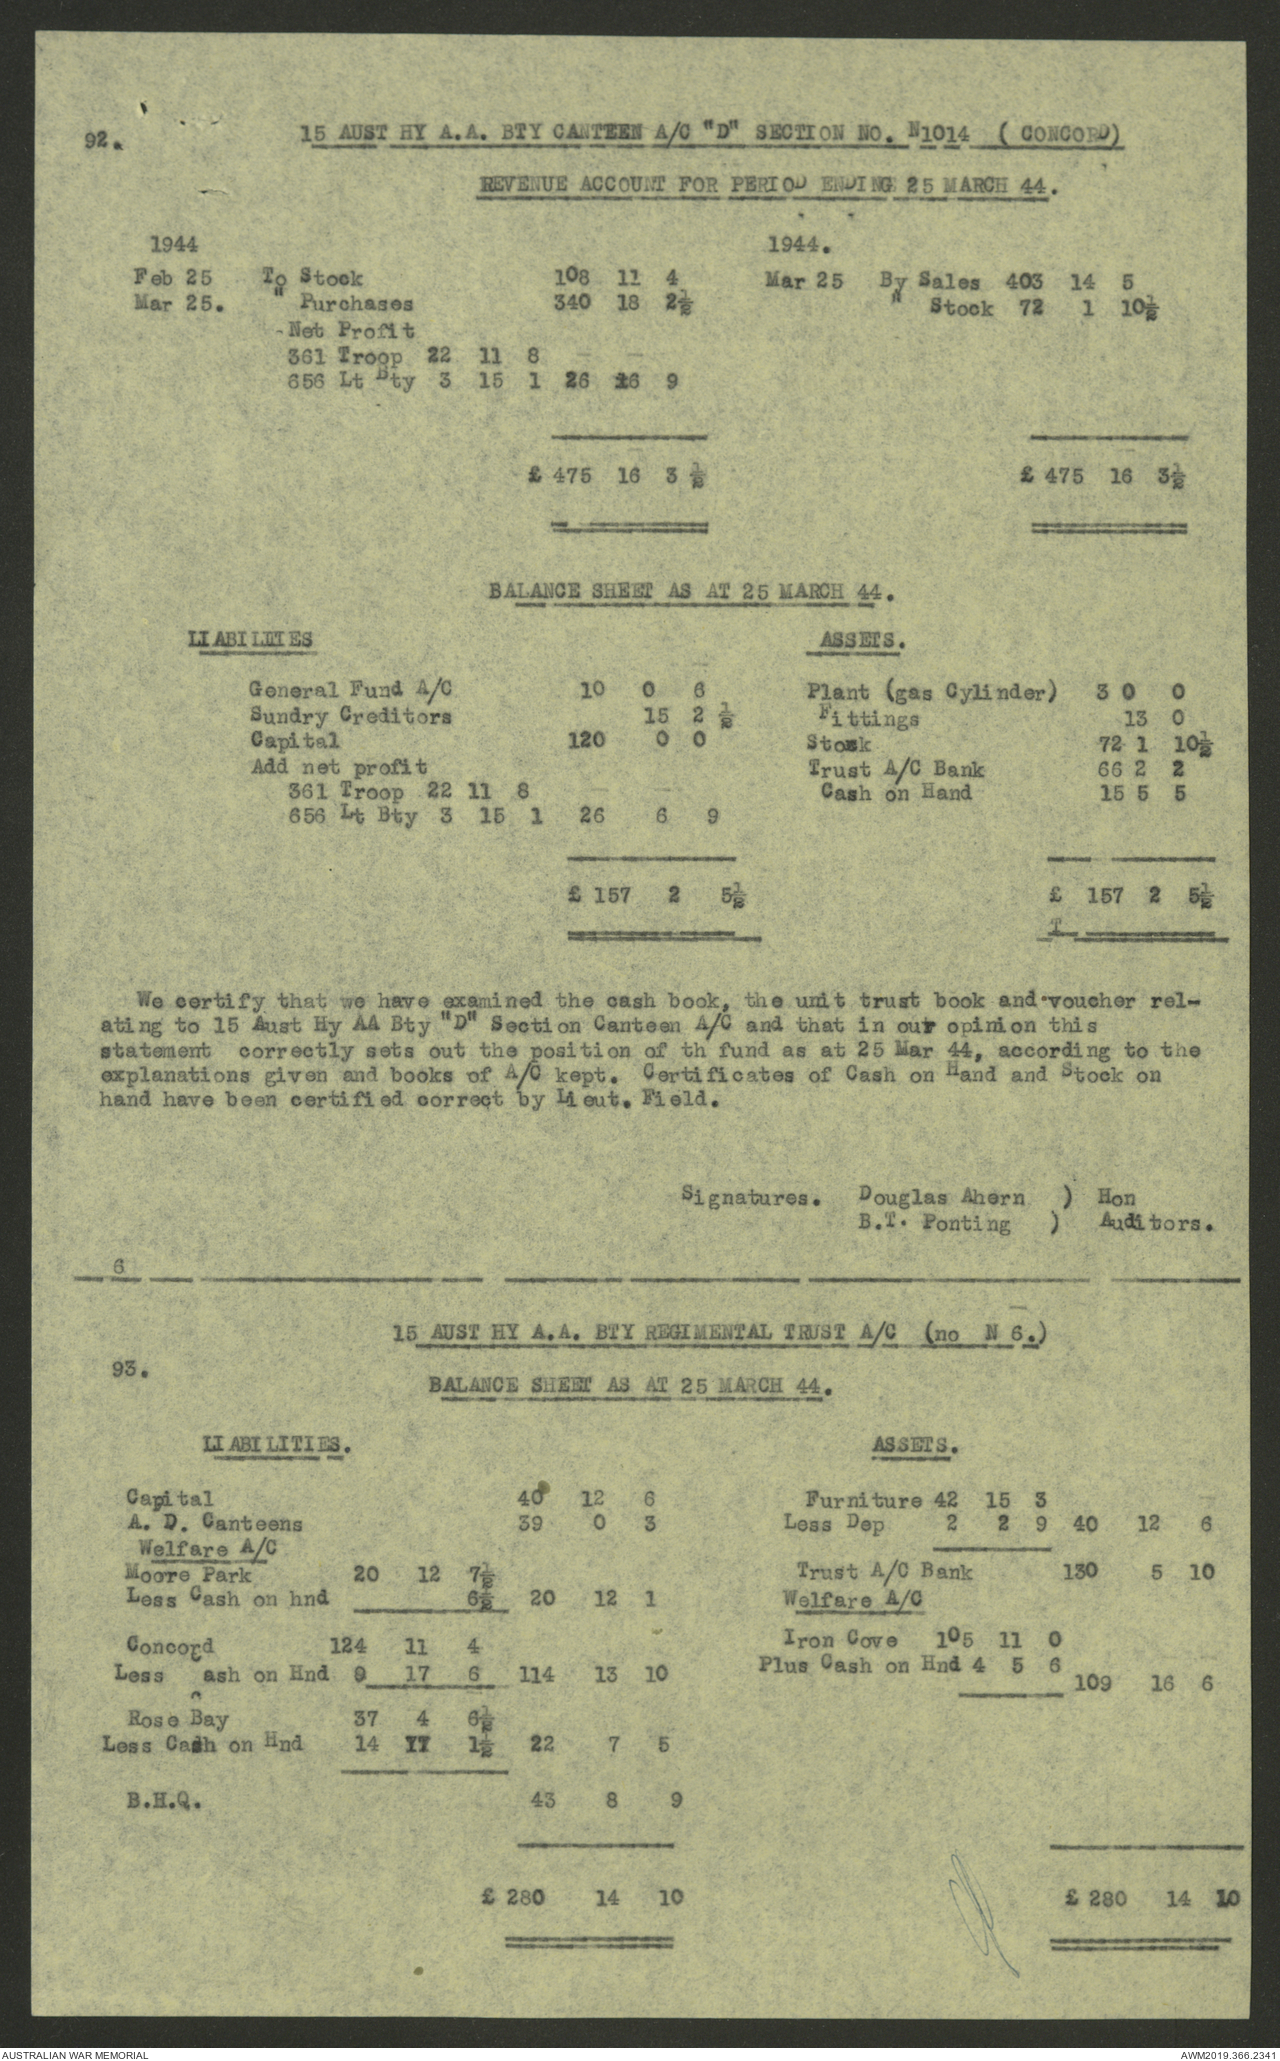 92. 15 AUST HY A.A. BTY CANTEEN A/C "D" SECTION NO. N1014 ( CONCORD)
REVENUE ACCOUNT FOR PERIOD ENDING 25 MARCH 44.
1944 1944.
Feb 25 To Stock 108 11 4 Mar 25 By Sales 403 14 5
Mar 25. " Purchases 340 18 2½ " Stock 72 1 10½
-Net Profit
361 Troop 22 11 8
656 Lt Bty 3 15 1 26 16 9
£ 475 16 3 ½ £ 475 16 3½
BALANCE SHEET AS AT 25 MARCH 44.
LIABILITIES ASSETS.
General Fund A/C 10 0 6 Plant (gas Cylinder) 3 0 0
Sundry Creditors 15 2 ½ Fittings 13 0
Capital 120 0 0 Stock 72 1 10½
Add net profit Trust A/C Bank 66 2 2
361 Troop 22 11 8 Cash on Hand 15 5 5
656 Lt Bty 3 15 1 26 6 9
£ 157 2 5½ £ 157 2 5½
T
We certify that we have examined the cash book, the unit trust book and voucher rel-
ating to 15 Aust Hy AA Bty "D" Section Canteen A/C and that in our opinion this
statement correctly sets out the position of th fund as at 25 Mar 44, according to the
explanations given and books of A/C kept. Certificates of Cash on Hand and Stock on
hand have been certified correct by Lieut. Field.
Signatures. Douglas Ahern ) Hon
B.T. Ponting ) Auditors.
6
15 AUST HY A.A. BTY REGIMENTAL TRUST A/C (no N 6.)
93.
BALANCE SHEET AS AT 25 MARCH 44.
LIABILITIES. ASSETS.
Capital 40 12 6 Furniture 42 15 3
A. D. Canteens 39 0 3 Less Dep 2 2 9 40 12 6
Welfare A/C
Moore Park 20 12 7½ Trust A/C Bank 130 5 10
Less Cash on hnd 6½ 20 12 1 Welfare A/C
Concord 124 11 4 Iron Cove 105 11 0
Less Cash on Hnd 9 17 6 114 13 10 Plus Cash on Hnd 4 5 6 109 16 6
Rose Bay 37 4 6½
Less Cash on Hnd 14 17 1½ 22 7 5
B.H.Q. 43 8 9
£ 280 14 10 £ 280 14 10
AUSTRALIAN WAR MEMORIAL AWM2019.366.2341